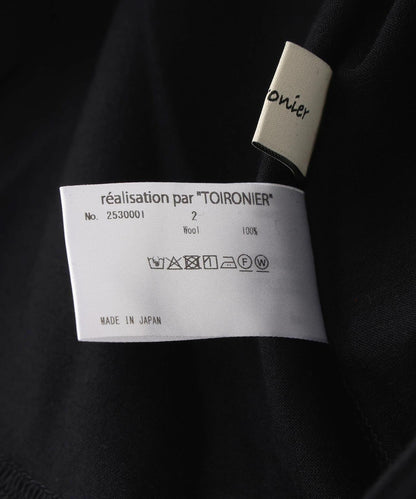 ronier
réalisation par "TOIRONIER"
No. 2530001 2
Wool 100%
F W
MADE IN JAPAN